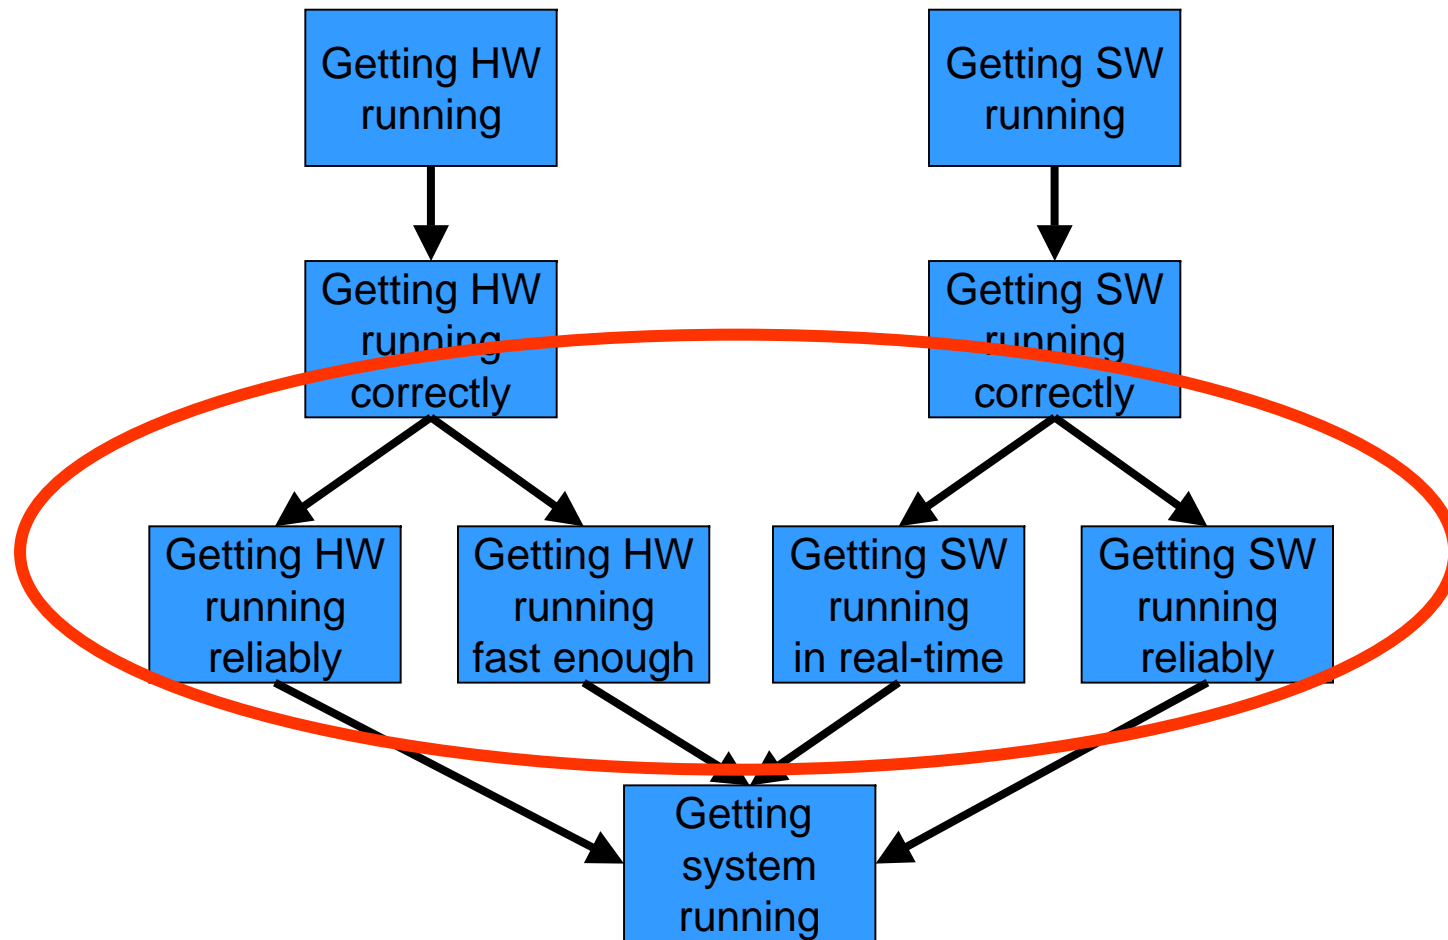 Getting HW
running
Getting SW
running
Getting HW
running
correctly
Getting SW
running
correctly
Getting HW
running
reliably
Getting HW
running
fast enough
Getting SW
running
in real-time
Getting SW
running
reliably
Getting
system
running